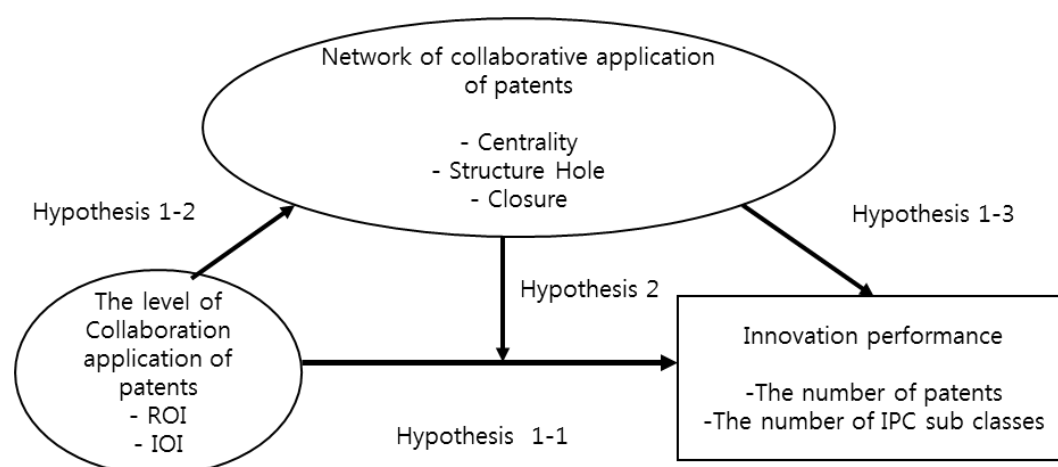 Network of collaborative application
of patents
- Centrality
- Structure Hole
- Closure
Hypothesis 1-2
Hypothesis 1-3
The level of
Collaboration
application of
patents
- ROI
- IOI
Hypothesis 2
Innovation performance
-The number of patents
-The number of IPC sub classes
Hypothesis 1-1